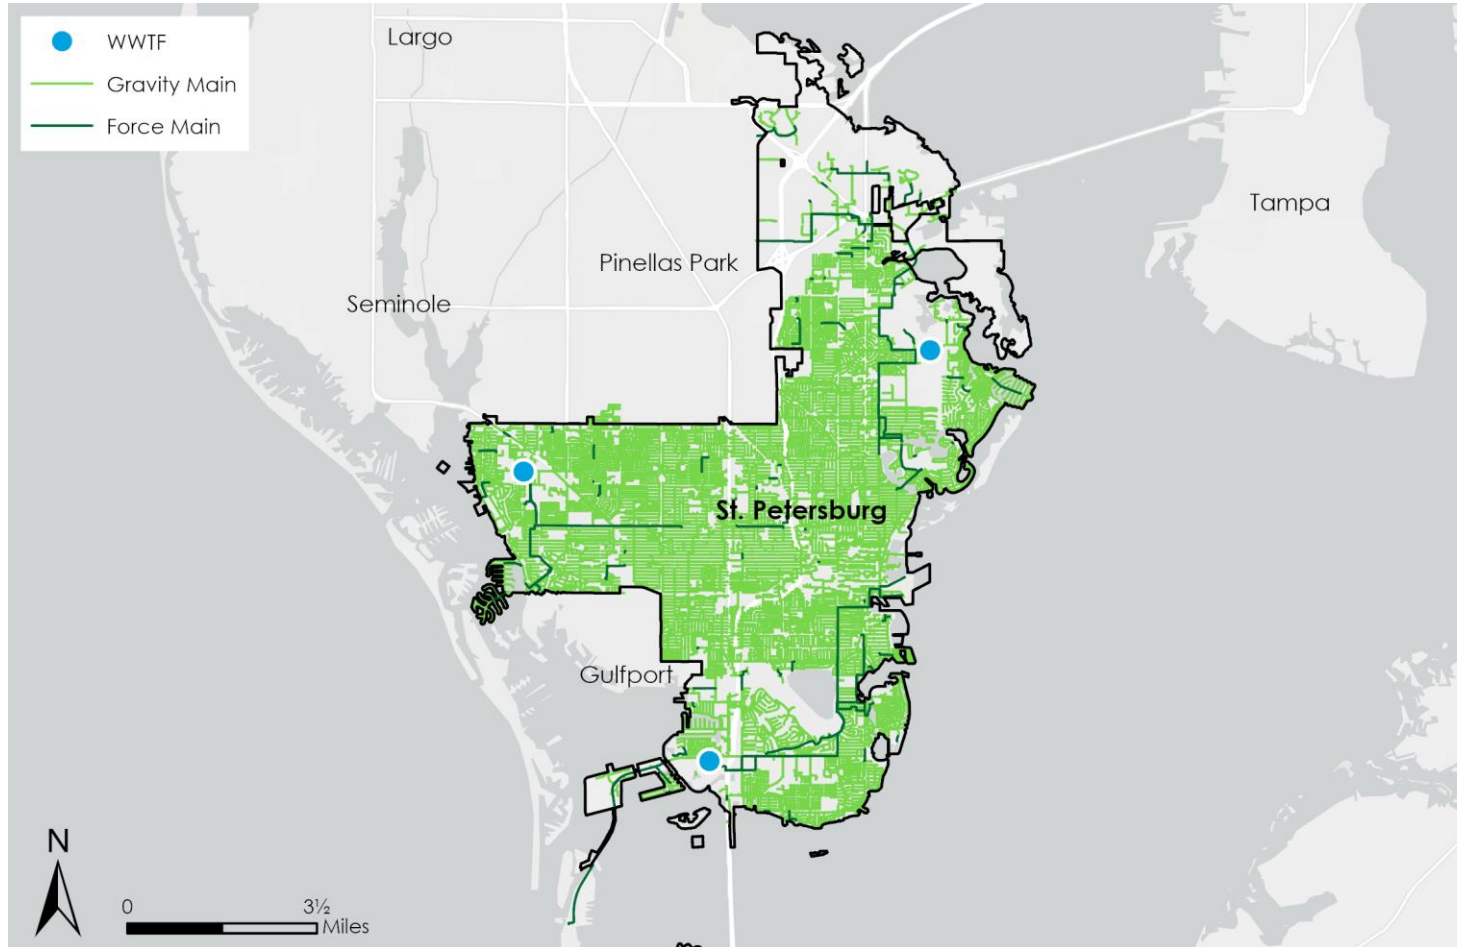 WWTF
Gravity Main
Force Main
Largo
Tampa
Pinellas Park
Seminole
St. Petersburg
Gulfport
N
0 3½
Miles